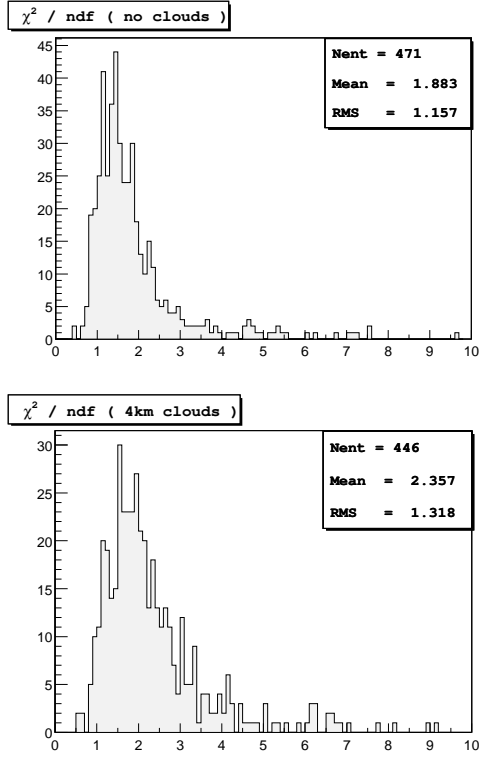 χ² / ndf ( no clouds )
Nent = 471
Mean = 1.883
RMS = 1.157
45
40
35
30
25
20
15
10
5
0
0 1 2 3 4 5 6 7 8 9 10
χ² / ndf ( 4km clouds )
Nent = 446
Mean = 2.357
RMS = 1.318
30
25
20
15
10
5
0
0 1 2 3 4 5 6 7 8 9 10